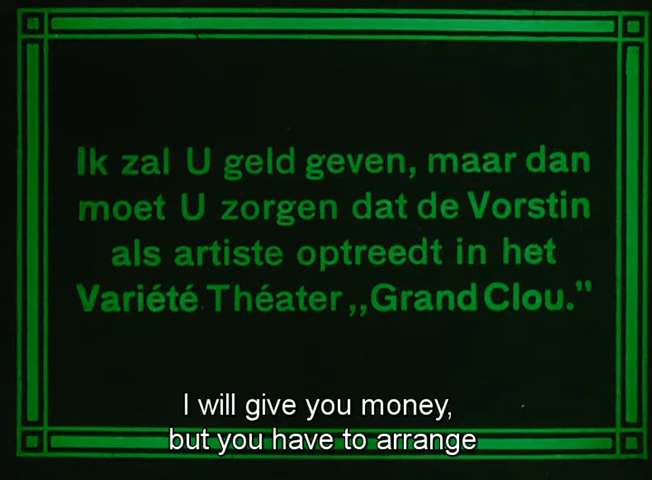 Ik zal U geld geven, maar dan
moet U zorgen dat de Vorstin
als artiste optreedt in het
Variété Théater „Grand Clou."
I will give you money,
but you have to arrange